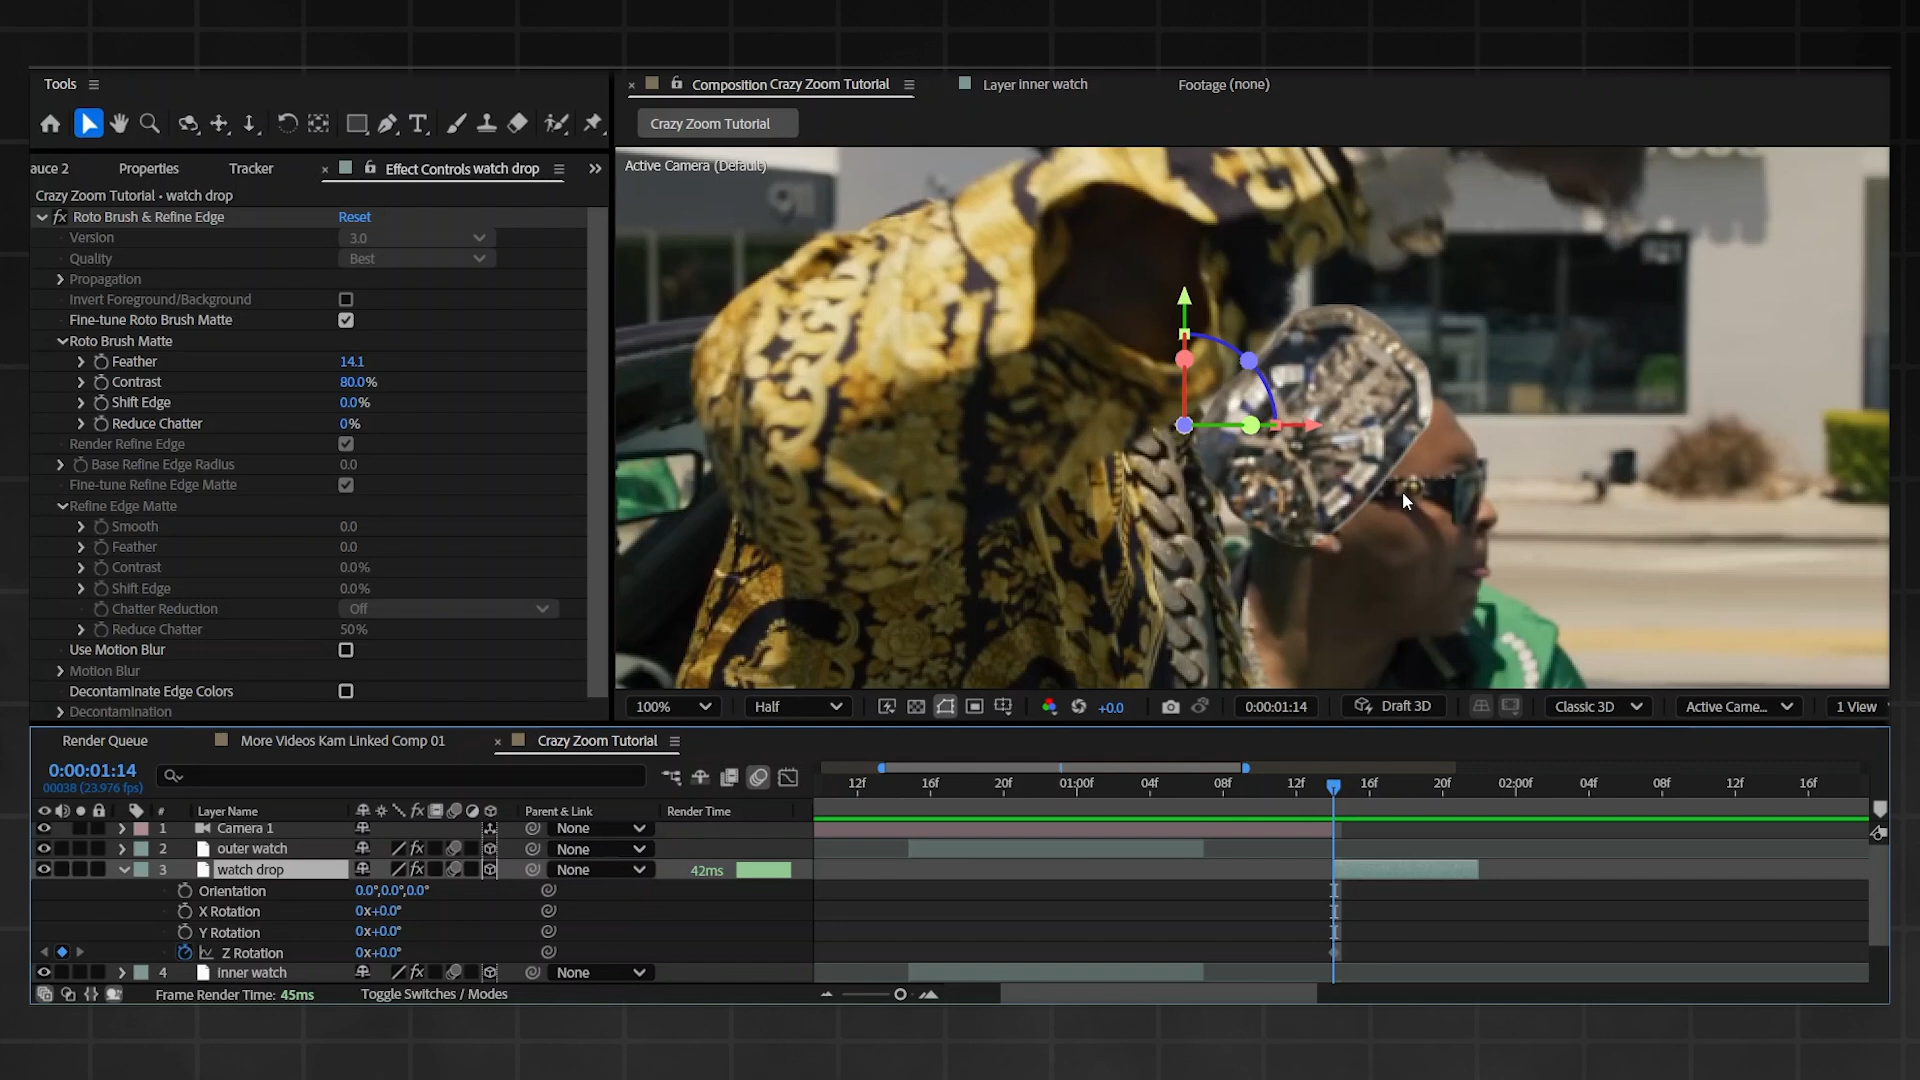 Tools
Composition Crazy Zoom Tutorial
Layer inner watch
Footage (none)
Crazy Zoom Tutorial
auce 2
Properties
Tracker
Effect Controls watch drop
Active Camera (Default)
Crazy Zoom Tutorial • watch drop
fx Roto Brush & Refine Edge Reset
Version 3.0
Quality Best
Propagation
Invert Foreground/Background
Fine-tune Roto Brush Matte
Roto Brush Matte
Feather 14.1
Contrast 80.0%
Shift Edge 0.0%
Reduce Chatter 0%
Render Refine Edge
Base Refine Edge Radius 0.0
Fine-tune Refine Edge Matte
Refine Edge Matte
Smooth 0.0
Feather 0.0
Contrast 0.0%
Shift Edge 0.0%
Chatter Reduction Off
Reduce Chatter 50%
Use Motion Blur
Motion Blur
Decontaminate Edge Colors
Decontamination
100% Half +0.0 0:00:01:14 Draft 3D Classic 3D Active Came... 1 View
Render Queue
More Videos Kam Linked Comp 01
Crazy Zoom Tutorial
0:00:01:14
00038 (23.976 fps)
12f 16f 20f 01:00f 04f 08f 12f 16f 20f 02:00f 04f 08f 12f 16f
# Layer Name fx Parent & Link Render Time
1 Camera 1 None
2 outer watch fx None
3 watch drop fx None 42ms
Orientation 0.0°,0.0°,0.0°
X Rotation 0x+0.0°
Y Rotation 0x+0.0°
Z Rotation 0x+0.0°
4 inner watch fx None
Frame Render Time: 45ms Toggle Switches / Modes